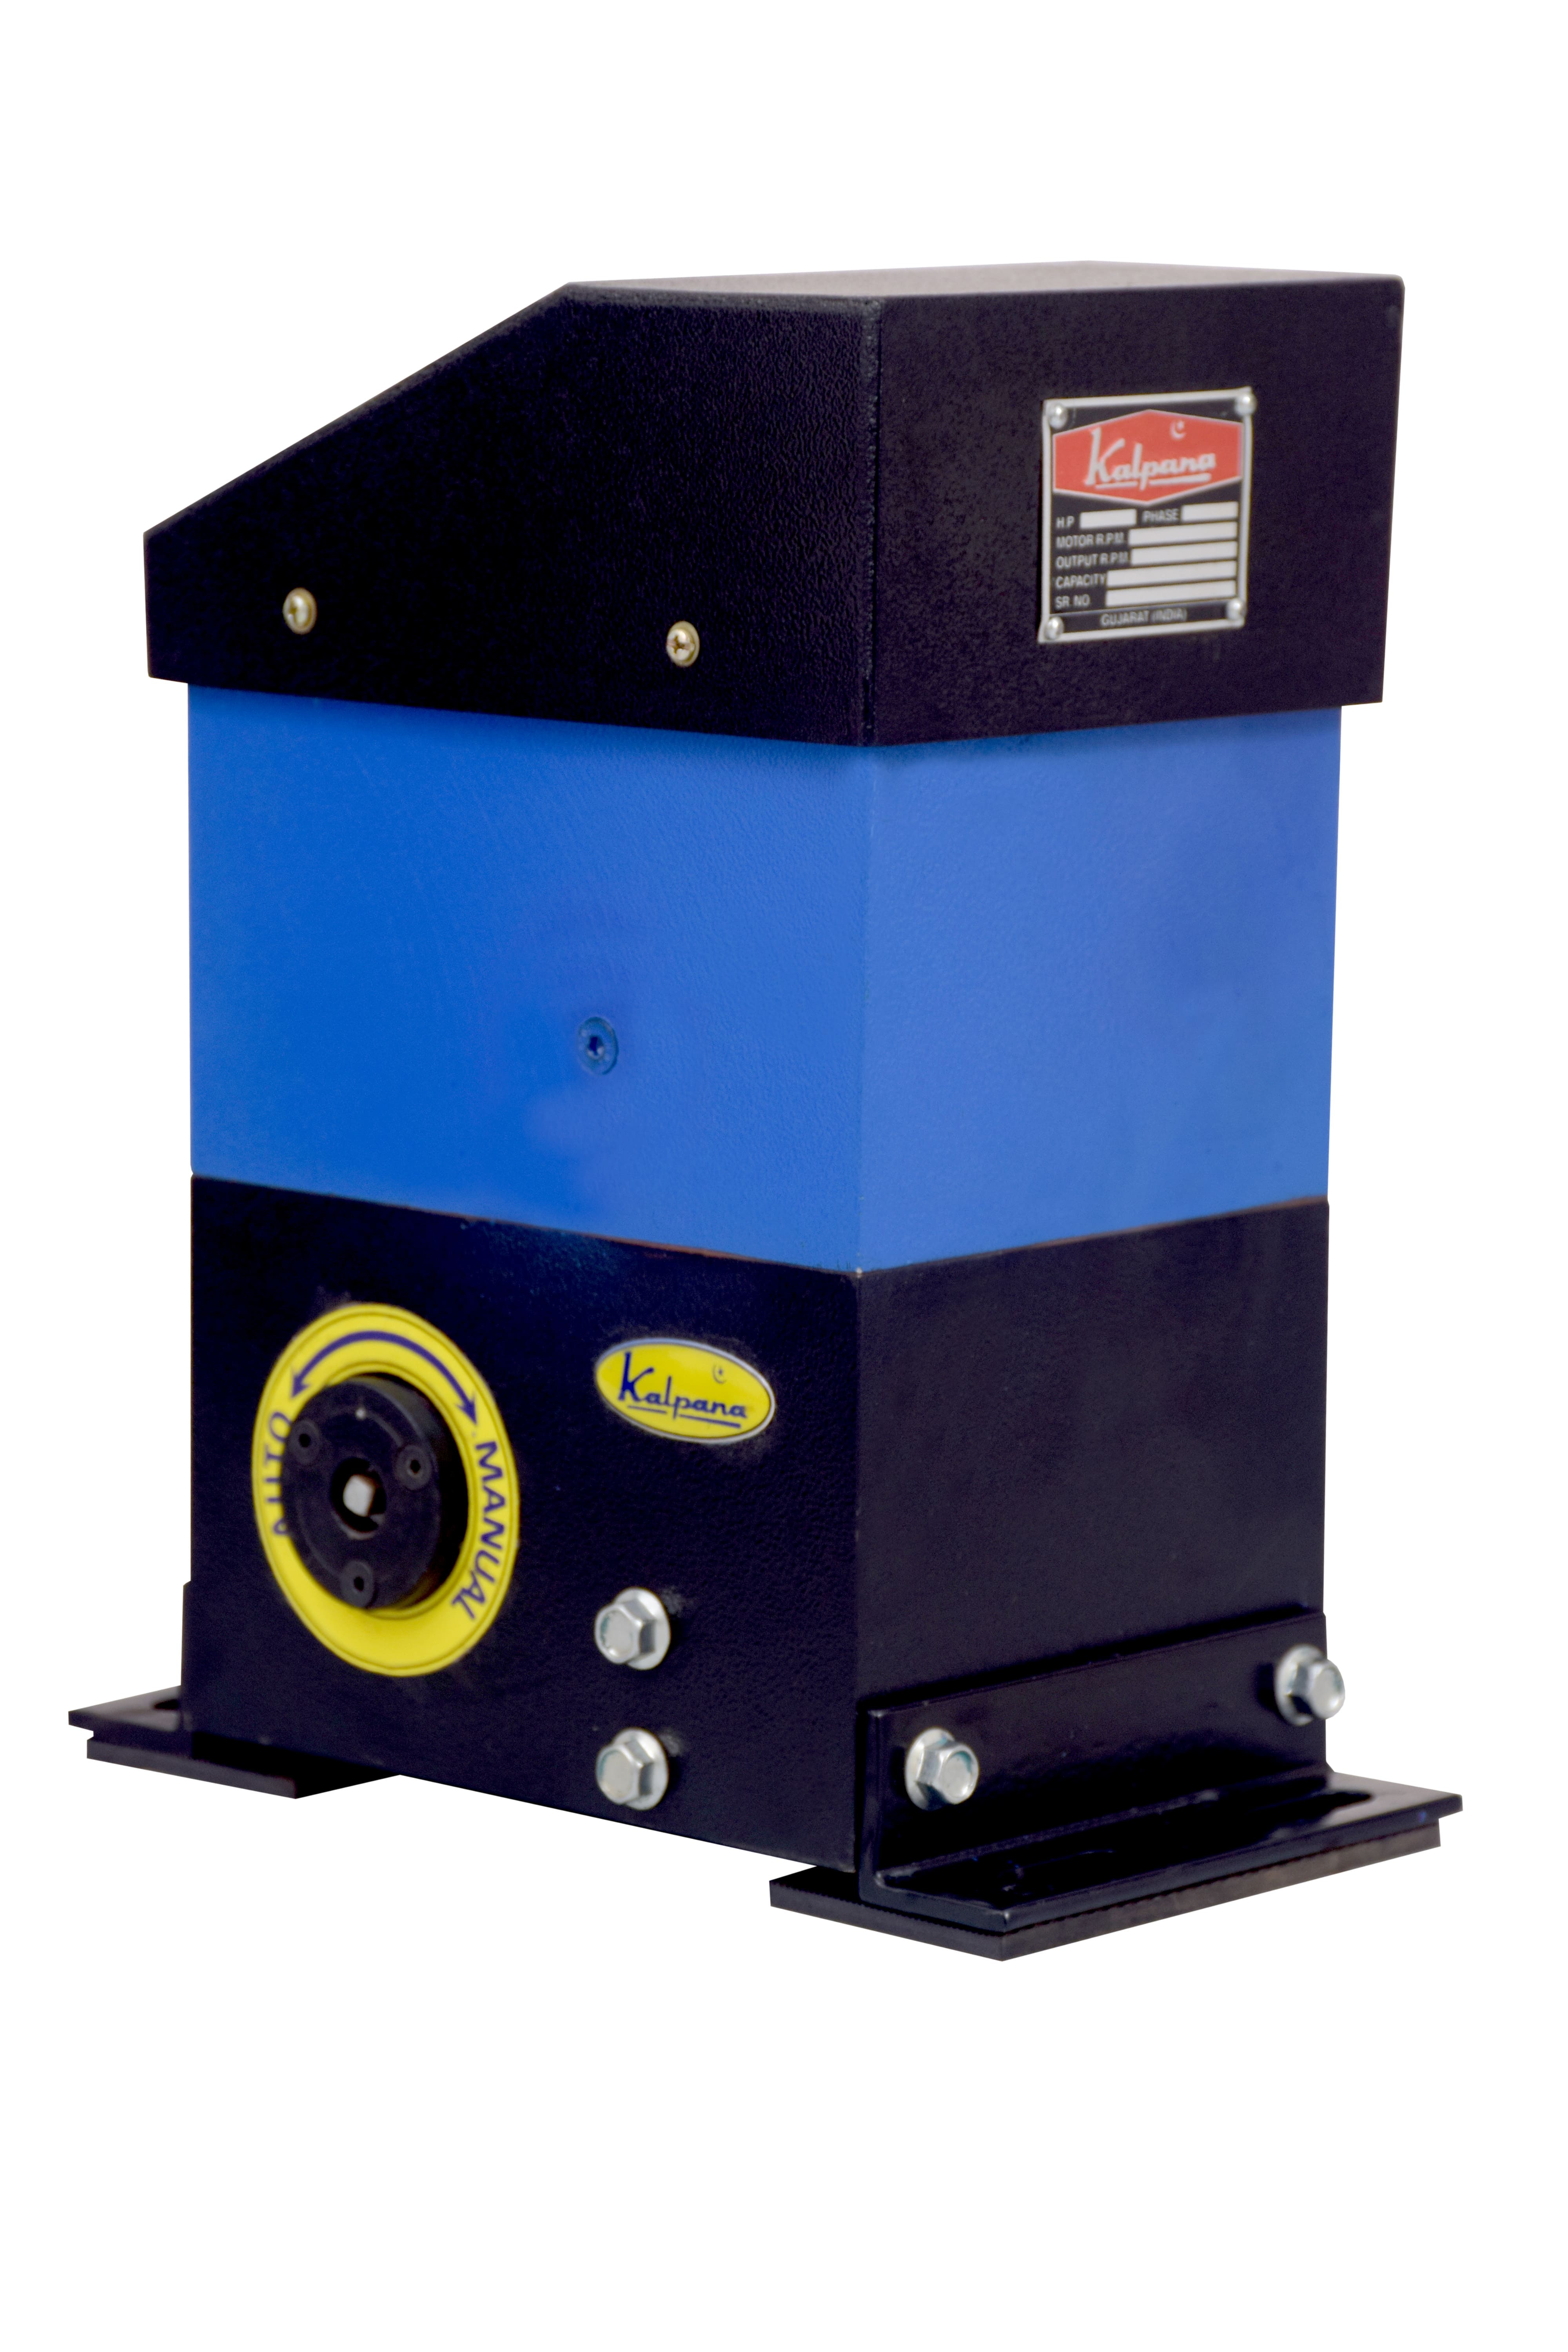 Kalpana
H.P PHASE
MOTOR R.P.M.
OUTPUT R.P.M.
CAPACITY
SR. NO
GUJARAT (INDIA)
Kalpana
AUTO MANUAL